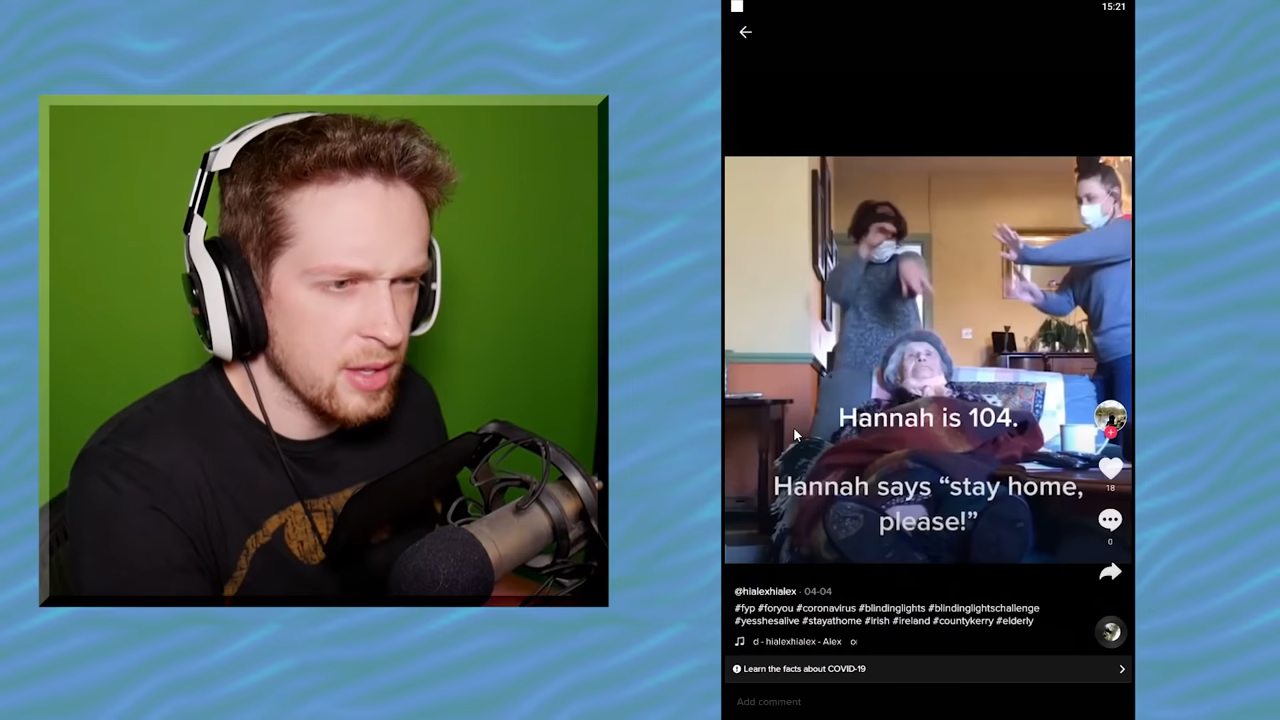 15:21
Hannah is 104.
Hannah says “stay home,
please!”
18
0
@hialexhialex · 04-04
#fyp #foryou #coronavirus #blindinglights #blindinglightschallenge
#yesshesalive #stayathome #irish #ireland #countykerry #elderly
d - hialexhialex - Alex
Learn the facts about COVID-19
Add comment